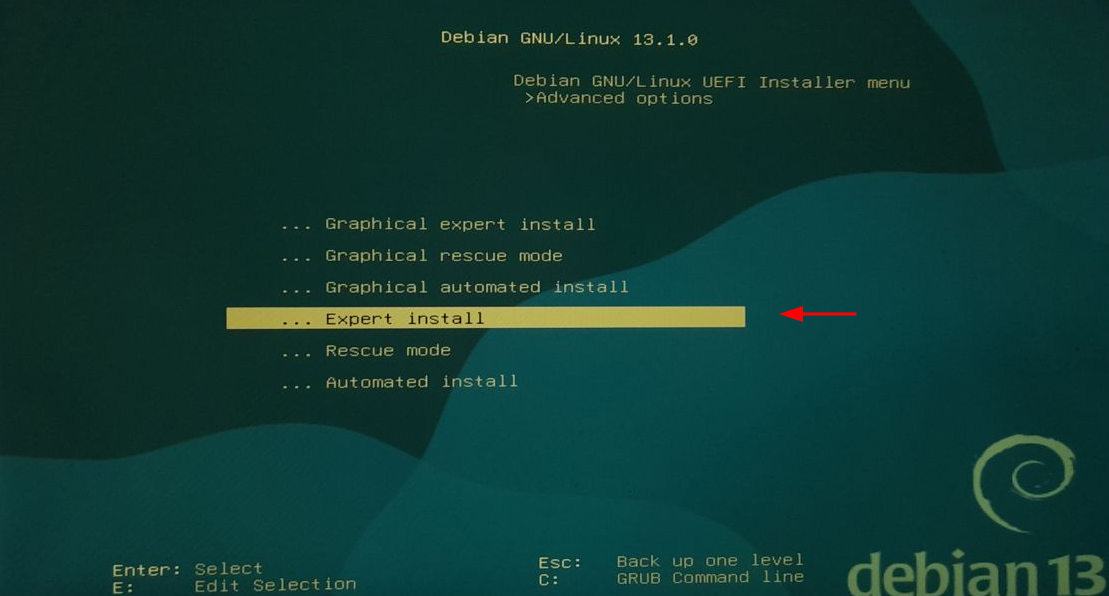 Debian GNU/Linux 13.1.0
Debian GNU/Linux UEFI Installer menu
>Advanced options
... Graphical expert install
... Graphical rescue mode
... Graphical automated install
... Expert install
... Rescue mode
... Automated install
Enter: Select
E: Edit Selection
Esc: Back up one level
C: GRUB Command line
debian 13